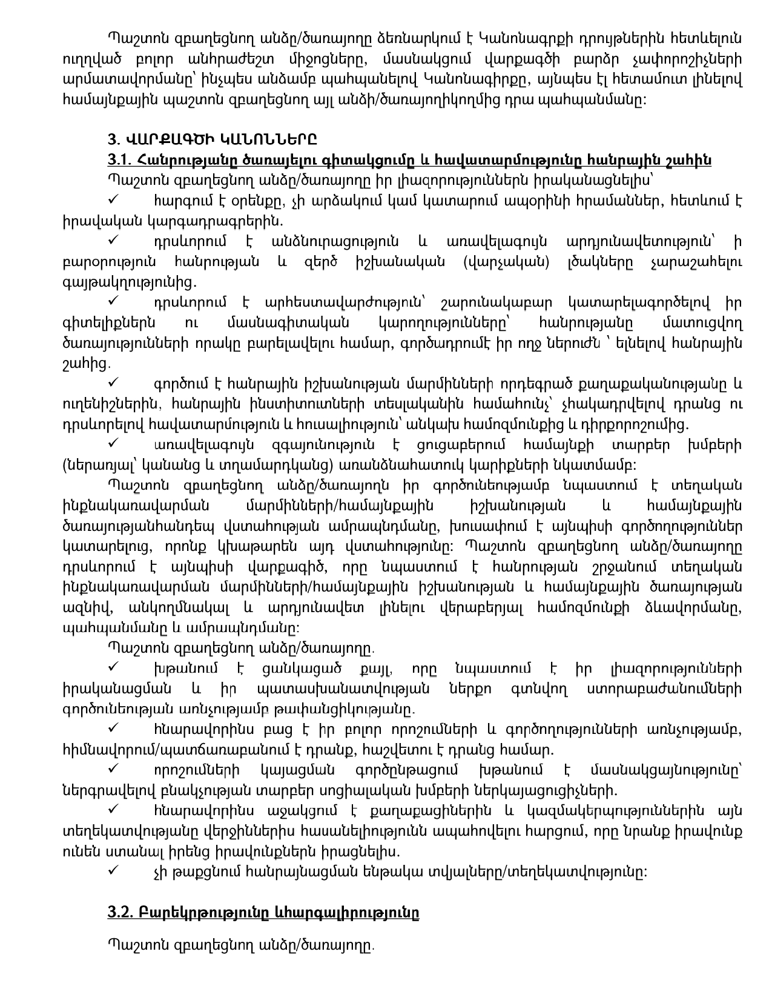 Պաշտոն զբաղեցնող անձը/ծառայողը ձեռնարկում է Կանոնագրքի դրույթներին հետևելուն
ուղղված բոլոր անհրաժեշտ միջոցները, մասնակցում վարքագծի բարձր չափորոշիչների
արմատավորմանը՝ ինչպես անձամբ պահպանելով Կանոնագիրքը, այնպես էլ հետամուտ լինելով
համայնքային պաշտոն զբաղեցնող այլ անձի/ծառայողիկողմից դրա պահպանմանը:
3. ՎԱՐՔԱԳԾԻ ԿԱՆՈՆՆԵՐԸ
3.1. Հանրությանը ծառայելու գիտակցումը և հավատարմությունը հանրային շահին
Պաշտոն զբաղեցնող անձը/ծառայողը իր լիազորություններն իրականացնելիս՝
✓ հարգում է օրենքը, չի արձակում կամ կատարում ապօրինի հրամաններ, հետևում է
իրավական կարգադրագրերին.
✓ դրսևորում է անձնուրացություն և առավելագույն արդյունավետություն՝ ի
բարօրություն հանրության և զերծ իշխանական (վարչական) լծակները չարաշահելու
գայթակղությունից.
✓ դրսևորում է արհեստավարժություն՝ շարունակաբար կատարելագործելով իր
գիտելիքներն ու մասնագիտական կարողությունները՝ հանրությանը մատուցվող
ծառայությունների որակը բարելավելու համար, գործադրումէ իր ողջ ներուժն ՝ ելնելով հանրային
շահից.
✓ գործում է հանրային իշխանության մարմինների որդեգրած քաղաքականությանը և
ուղենիշներին, հանրային ինստիտուտների տեսլականին համահունչ՝ չհակադրվելով դրանց ու
դրսևորելով հավատարմություն և հուսալիություն՝ անկախ համոզմունքից և դիրքորոշումից.
✓ առավելագույն զգայունություն է ցուցաբերում համայնքի տարբեր խմբերի
(ներառյալ՝ կանանց և տղամարդկանց) առանձնահատուկ կարիքների նկատմամբ:
Պաշտոն զբաղեցնող անձը/ծառայողն իր գործունեությամբ նպաստում է տեղական
ինքնակառավարման մարմինների/համայնքային իշխանության և համայնքային
ծառայությանհանդեպ վստահության ամրապնդմանը, խուսափում է այնպիսի գործողություններ
կատարելուց, որոնք կխաթարեն այդ վստահությունը: Պաշտոն զբաղեցնող անձը/ծառայողը
դրսևորում է այնպիսի վարքագիծ, որը նպաստում է հանրության շրջանում տեղական
ինքնակառավարման մարմինների/համայնքային իշխանության և համայնքային ծառայության
ազնիվ, անկողմնակալ և արդյունավետ լինելու վերաբերյալ համոզմունքի ձևավորմանը,
պահպանմանը և ամրապնդմանը:
Պաշտոն զբաղեցնող անձը/ծառայողը.
✓ խթանում է ցանկացած քայլ, որը նպաստում է իր լիազորությունների
իրականացման և իր պատասխանատվության ներքո գտնվող ստորաբաժանումների
գործունեության առնչությամբ թափանցիկությանը.
✓ հնարավորինս բաց է իր բոլոր որոշումների և գործողությունների առնչությամբ,
հիմնավորում/պատճառաբանում է դրանք, հաշվետու է դրանց համար.
✓ որոշումների կայացման գործընթացում խթանում է մասնակցայնությունը՝
ներգրավելով բնակչության տարբեր սոցիալական խմբերի ներկայացուցիչների.
✓ հնարավորինս աջակցում է քաղաքացիներին և կազմակերպություններին այն
տեղեկատվությանը վերջիններիս հասանելիությունն ապահովելու հարցում, որը նրանք իրավունք
ունեն ստանալ իրենց իրավունքներն իրացնելիս.
✓ չի թաքցնում հանրայնացման ենթակա տվյալները/տեղեկատվությունը:
3.2. Բարեկրթությունը ևհարգալիրությունը
Պաշտոն զբաղեցնող անձը/ծառայողը.